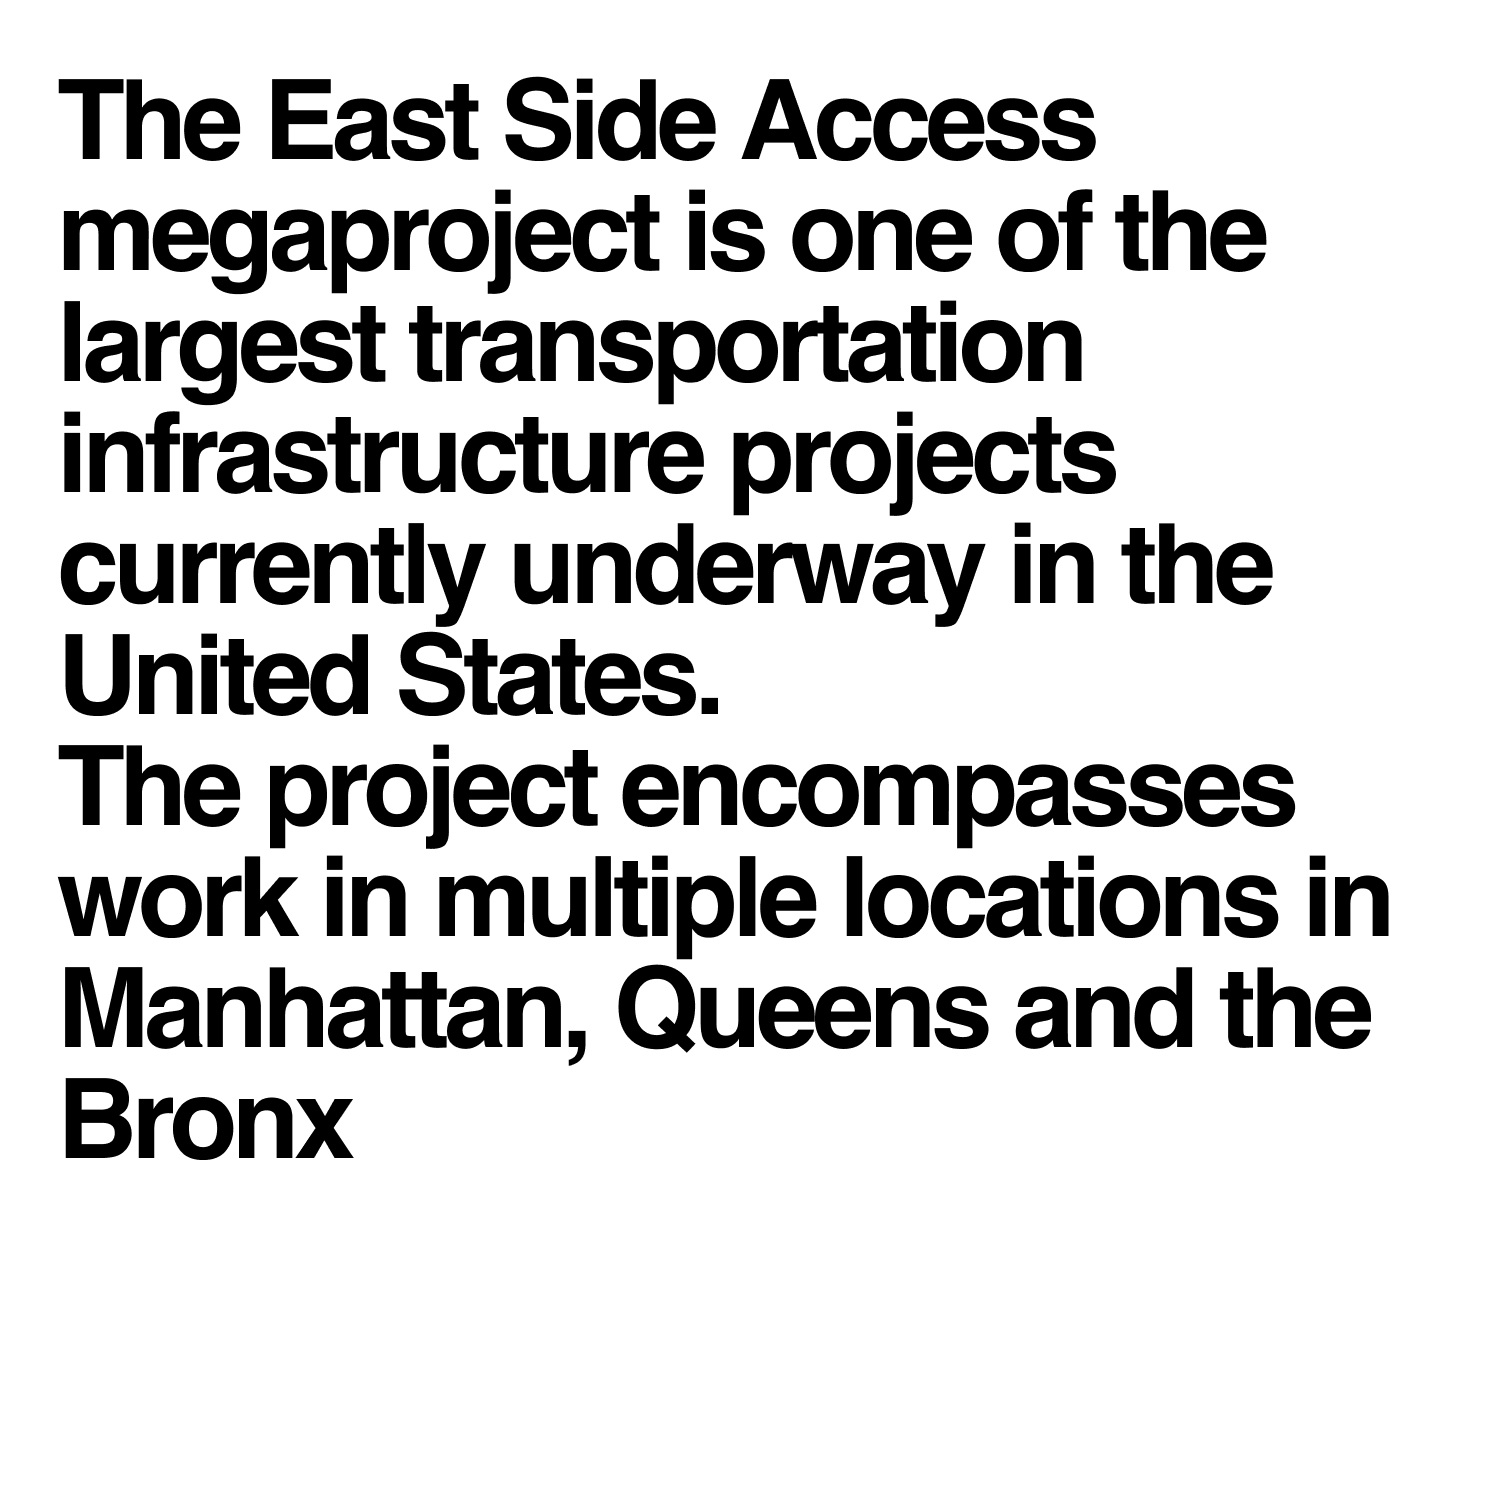 The East Side Access
megaproject is one of the
largest transportation
infrastructure projects
currently underway in the
United States.
The project encompasses
work in multiple locations in
Manhattan, Queens and the
Bronx